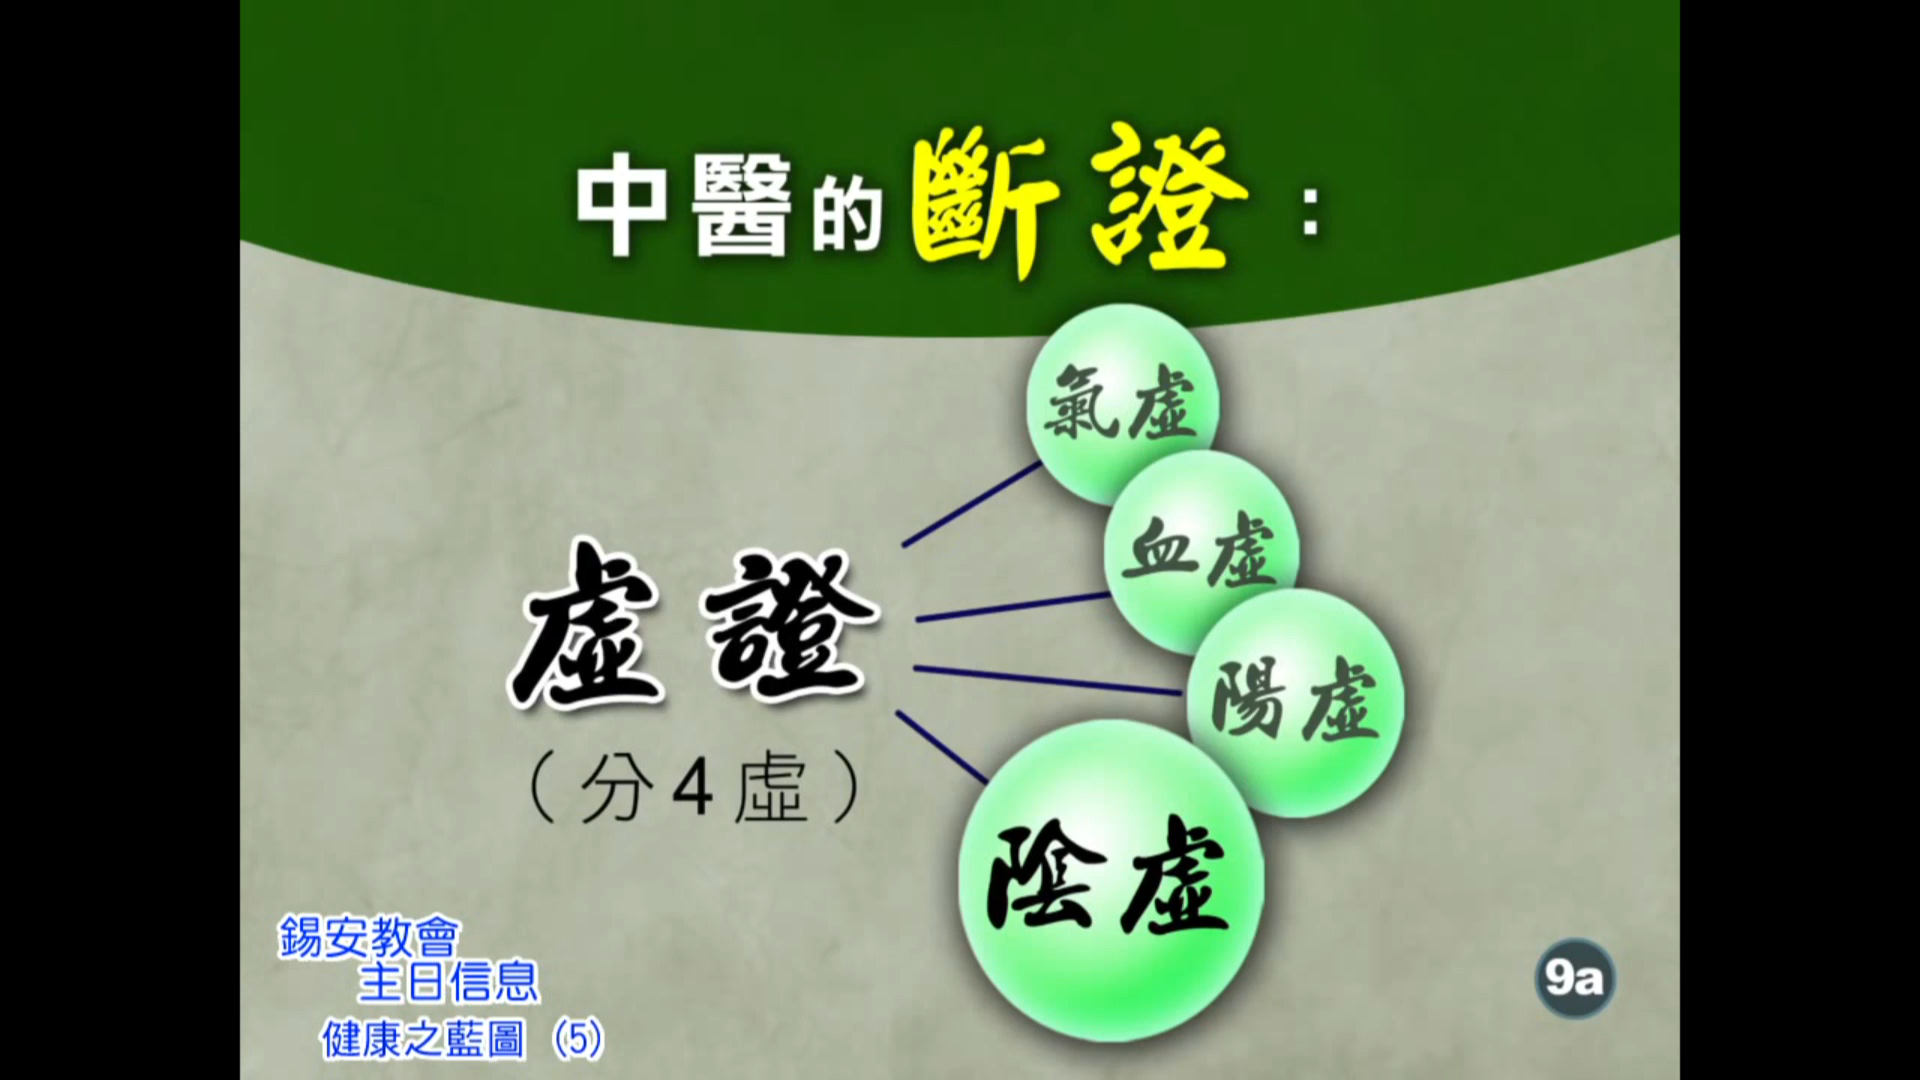 中醫的斷證：
氣虛
血虛
陽虛
陰虛
虛證
（分4虛）
錫安教會
主日信息
健康之藍圖 (5)
9a